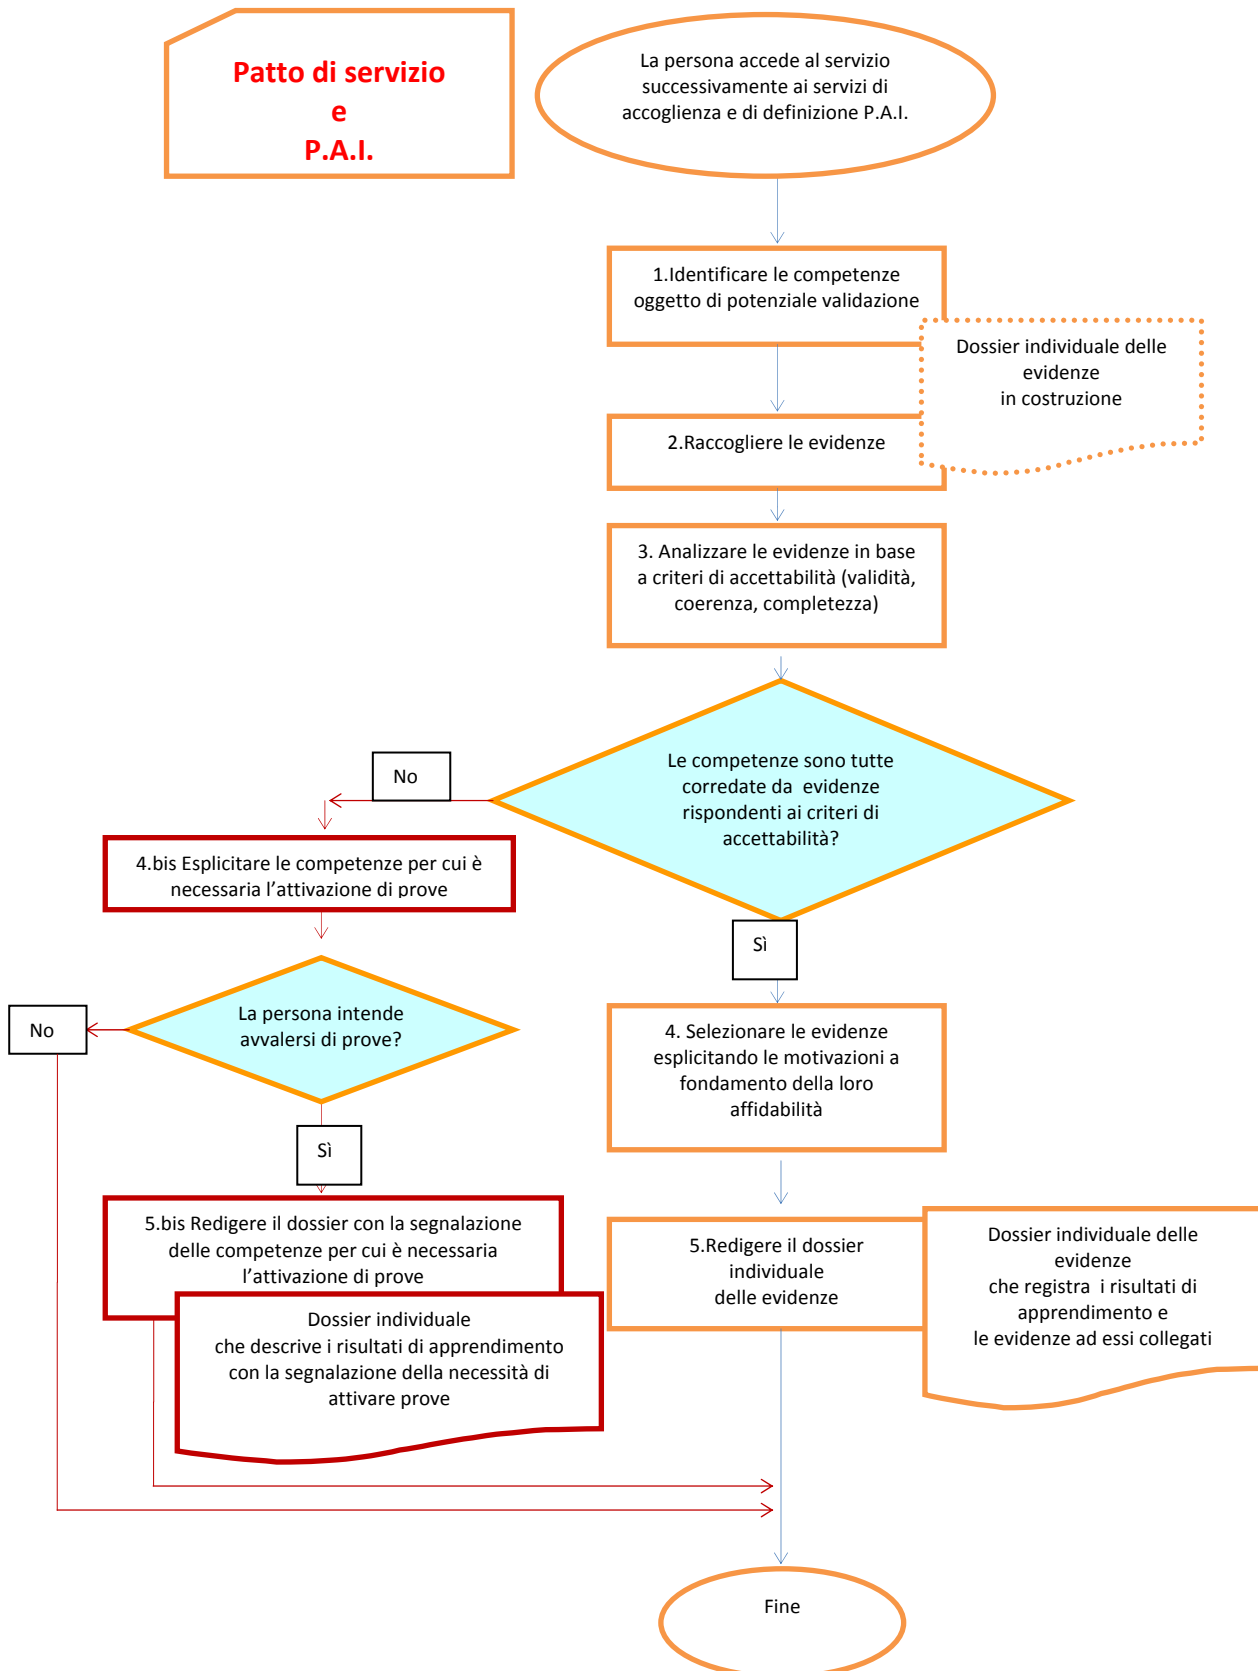 Patto di servizio
e
P.A.I.
La persona accede al servizio
successivamente ai servizi di
accoglienza e di definizione P.A.I.
1.Identificare le competenze
oggetto di potenziale validazione
Dossier individuale delle
evidenze
in costruzione
2.Raccogliere le evidenze
3. Analizzare le evidenze in base
a criteri di accettabilità (validità,
coerenza, completezza)
Le competenze sono tutte
corredate da evidenze
rispondenti ai criteri di
accettabilità?
No
4.bis Esplicitare le competenze per cui è
necessaria l’attivazione di prove
Sì
La persona intende
avvalersi di prove?
No
4. Selezionare le evidenze
esplicitando le motivazioni a
fondamento della loro
affidabilità
Sì
5.bis Redigere il dossier con la segnalazione
delle competenze per cui è necessaria
l’attivazione di prove
Dossier individuale
che descrive i risultati di apprendimento
con la segnalazione della necessità di
attivare prove
5.Redigere il dossier
individuale
delle evidenze
Dossier individuale delle
evidenze
che registra i risultati di
apprendimento e
le evidenze ad essi collegati
Fine